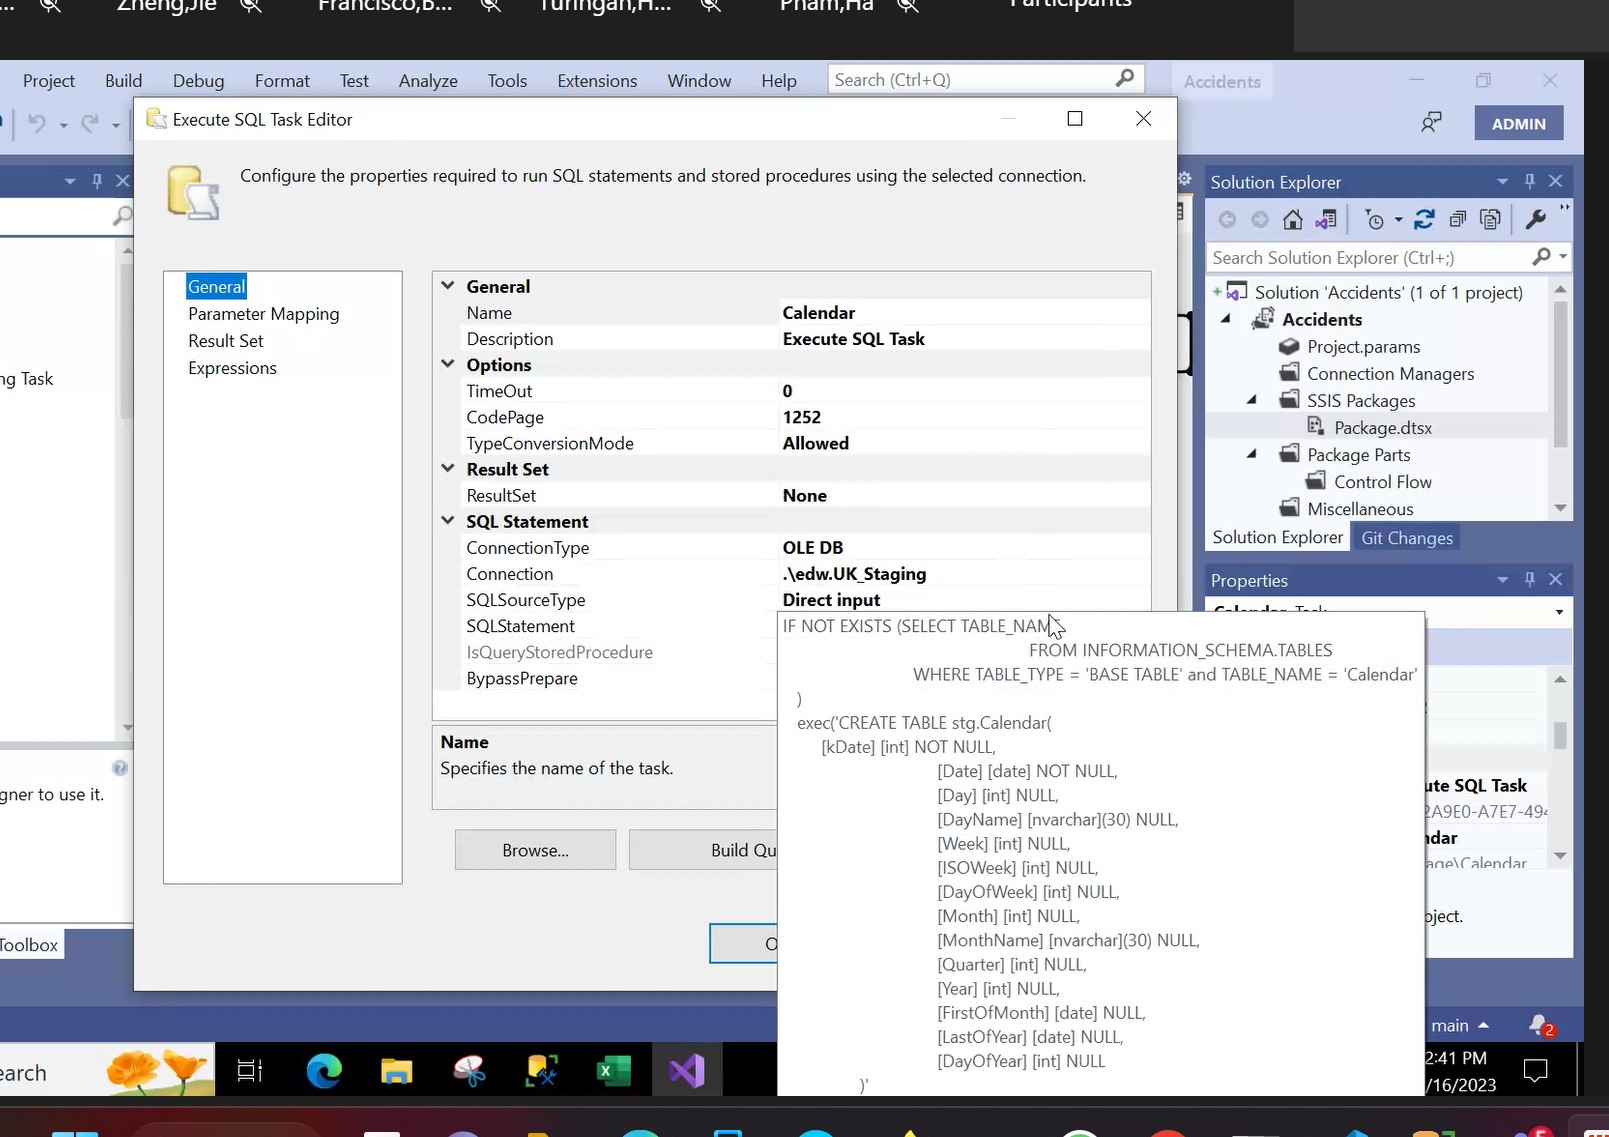 Zheng,Jie
Francisco,B...
Turingan,H...
Pham,Ha
Participants
Project
Build
Debug
Format
Test
Analyze
Tools
Extensions
Window
Help
Search (Ctrl+Q)
Accidents
ADMIN
Execute SQL Task Editor
Configure the properties required to run SQL statements and stored procedures using the selected connection.
General
Parameter Mapping
Result Set
Expressions
ng Task
General
Name Calendar
Description Execute SQL Task
Options
TimeOut 0
CodePage 1252
TypeConversionMode Allowed
Result Set
ResultSet None
SQL Statement
ConnectionType OLE DB
Connection .\edw.UK_Staging
SQLSourceType Direct input
SQLStatement
IsQueryStoredProcedure
BypassPrepare
IF NOT EXISTS (SELECT TABLE_NAME
FROM INFORMATION_SCHEMA.TABLES
WHERE TABLE_TYPE = 'BASE TABLE' and TABLE_NAME = 'Calendar'
)
exec('CREATE TABLE stg.Calendar(
[kDate] [int] NOT NULL,
[Date] [date] NOT NULL,
[Day] [int] NULL,
[DayName] [nvarchar](30) NULL,
[Week] [int] NULL,
[ISOWeek] [int] NULL,
[DayOfWeek] [int] NULL,
[Month] [int] NULL,
[MonthName] [nvarchar](30) NULL,
[Quarter] [int] NULL,
[Year] [int] NULL,
[FirstOfMonth] [date] NULL,
[LastOfYear] [date] NULL,
[DayOfYear] [int] NULL
)'
Name
Specifies the name of the task.
Browse...
Build Qu
O
gner to use it.
Toolbox
Solution Explorer
Search Solution Explorer (Ctrl+;)
Solution 'Accidents' (1 of 1 project)
Accidents
Project.params
Connection Managers
SSIS Packages
Package.dtsx
Package Parts
Control Flow
Miscellaneous
Solution Explorer
Git Changes
Properties
Calendar Task
ute SQL Task
2A9E0-A7E7-494
ndar
age\Calendar
oject.
main
2
earch
2:41 PM
/16/2023